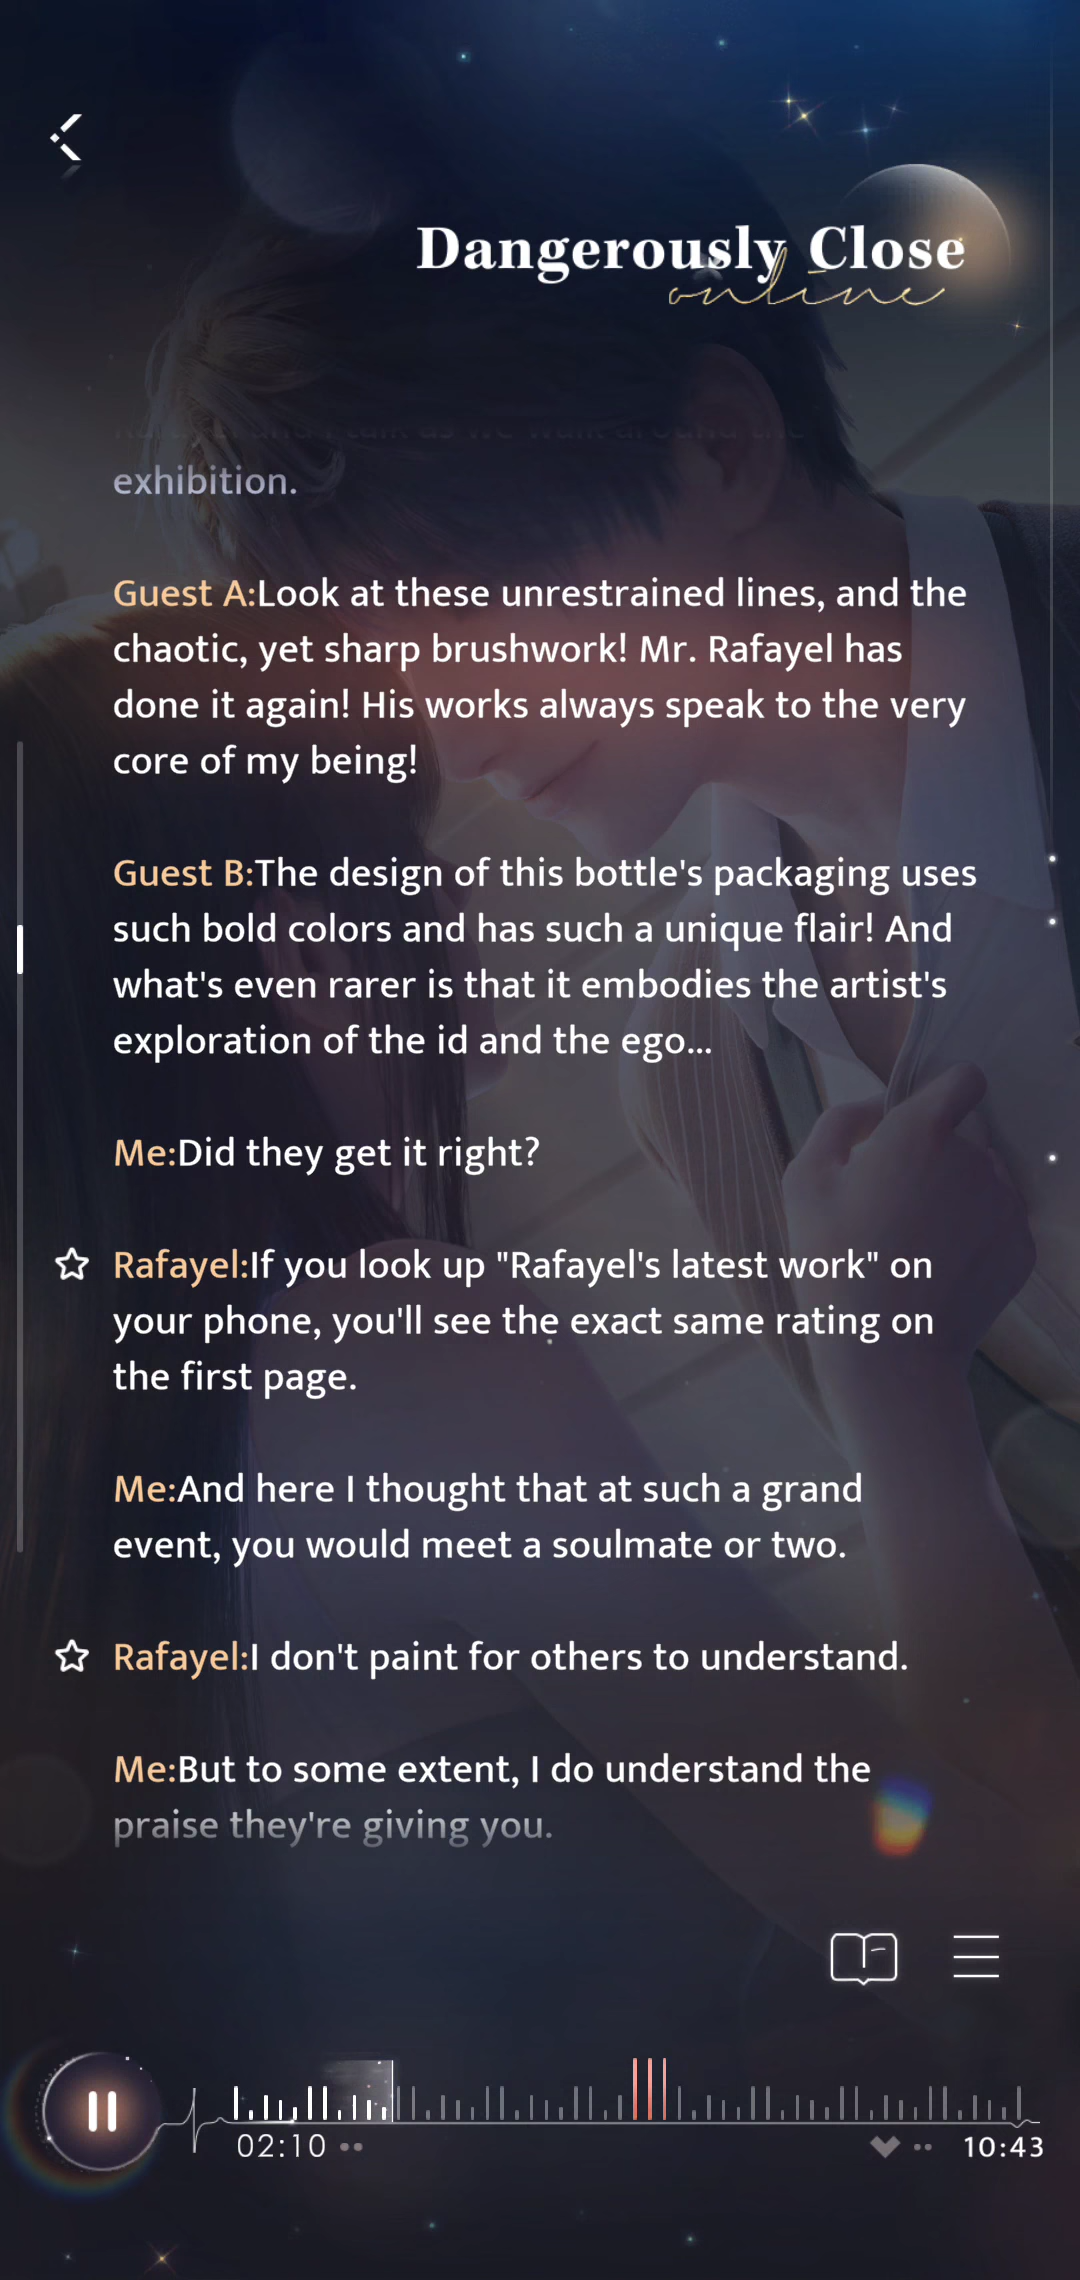 Dangerously Close
online
exhibition.
Guest A:Look at these unrestrained lines, and the
chaotic, yet sharp brushwork! Mr. Rafayel has
done it again! His works always speak to the very
core of my being!
Guest B:The design of this bottle's packaging uses
such bold colors and has such a unique flair! And
what's even rarer is that it embodies the artist's
exploration of the id and the ego...
Me:Did they get it right?
Rafayel:If you look up "Rafayel's latest work" on
your phone, you'll see the exact same rating on
the first page.
Me:And here I thought that at such a grand
event, you would meet a soulmate or two.
Rafayel:I don't paint for others to understand.
Me:But to some extent, I do understand the
praise they're giving you.
02:10
10:43